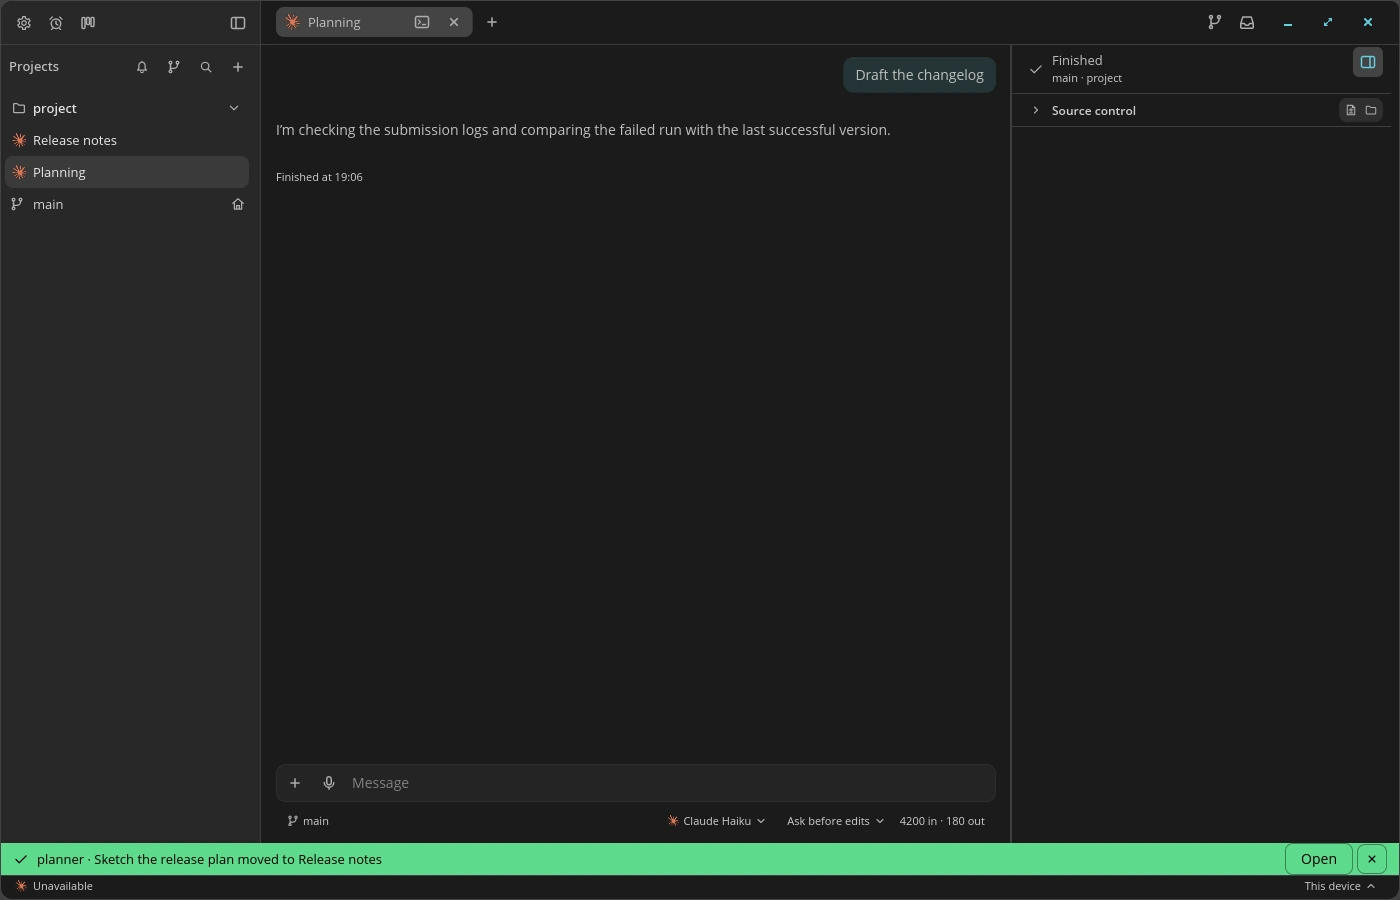 Planning
Projects
project
Release notes
Planning
main
Draft the changelog
I'm checking the submission logs and comparing the failed run with the last successful version.
Finished at 19:06
Finished
main · project
Source control
Message
main
Claude Haiku
Ask before edits
4200 in · 180 out
planner · Sketch the release plan moved to Release notes
Open
Unavailable
This device